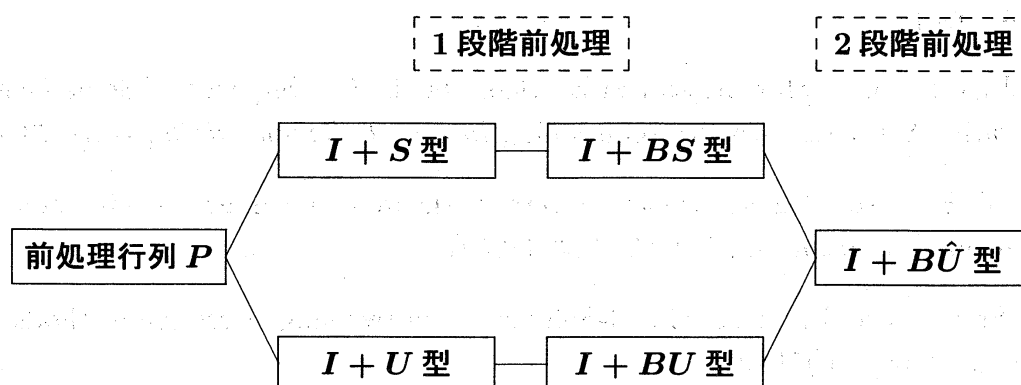 1 段階前処理
2 段階前処理
I + S 型
I + BS 型
前処理行列 P
I + BÛ 型
I + U 型
I + BU 型